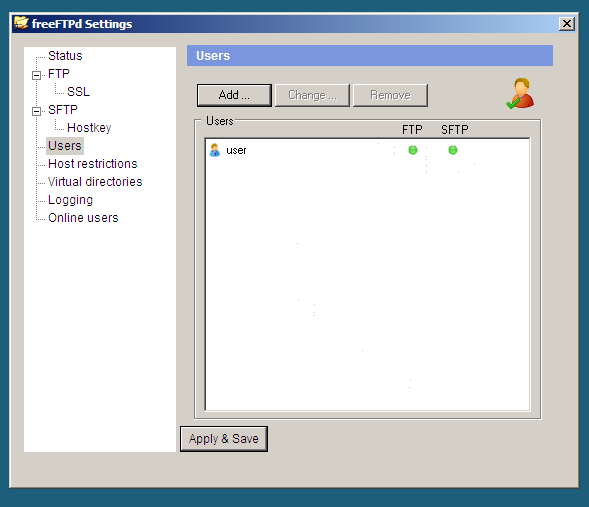 freeFTPd Settings
Status
FTP
SSL
SFTP
Hostkey
Users
Host restrictions
Virtual directories
Logging
Online users
Users
Add ... Change ... Remove
Users
FTP SFTP
user
Apply & Save